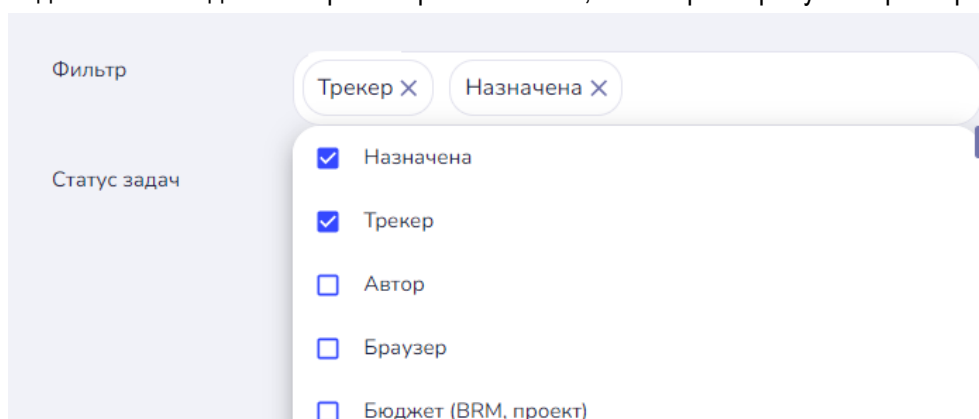 Фильтр
Трекер Назначена
Назначена
Статус задач
Трекер
Автор
Браузер
Бюджет (BRM, проект)